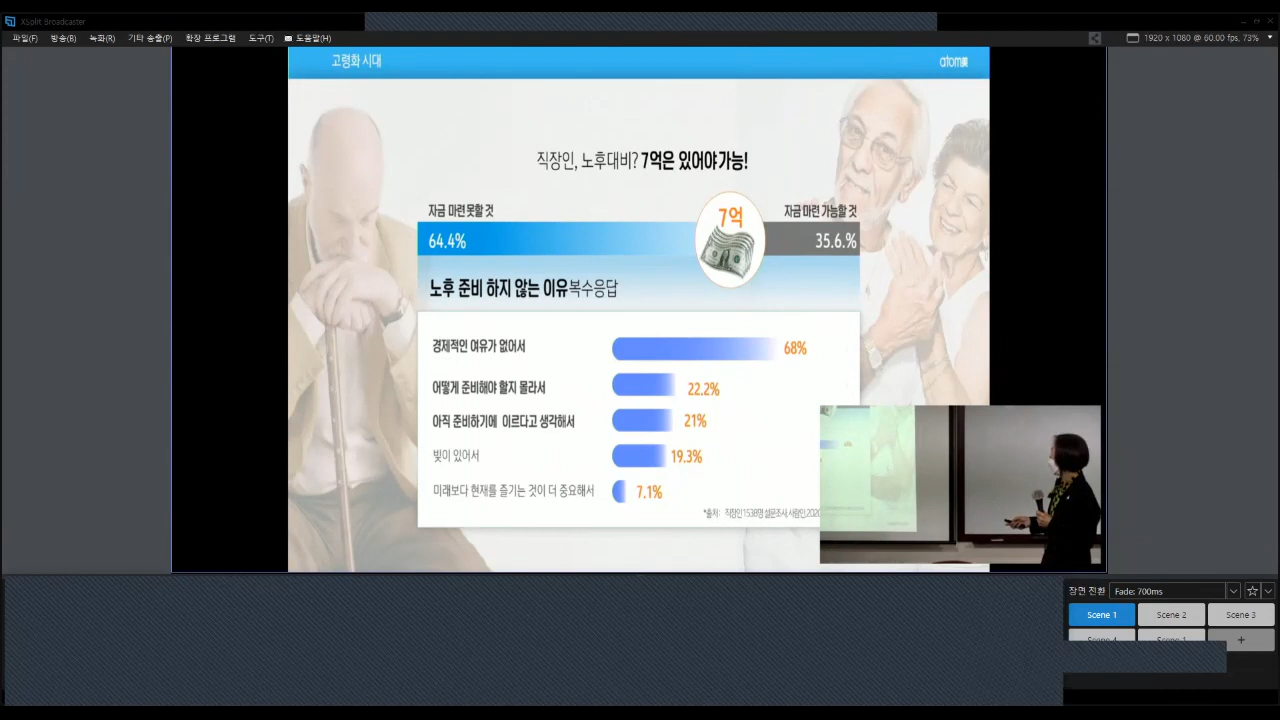 XSplit Broadcaster
파일(F) 방송(B) 녹화(R) 기타 송출(P) 확장 프로그램 도구(T) 도움말(H) 1920 x 1080 @ 60.00 fps, 73%
고령화 시대 atom美
직장인, 노후대비? 7억은 있어야가능!
자금 마련 못할 것 7억 자금 마련 가능할 것
64.4% 35.6.%
노후 준비 하지 않는 이유복수응답
경제적인 여유가 없어서 68%
어떻게 준비해야 할지 몰라서 22.2%
아직 준비하기에 이르다고 생각해서 21%
빚이 있어서 19.3%
미래보다 현재를 즐기는 것이 더 중요해서 7.1%
*출처: 직장인1538명 설문조사.사람인.2020
장면 전환 Fade: 700ms
Scene 1 Scene 2 Scene 3
Scene 4 Scene 1 +